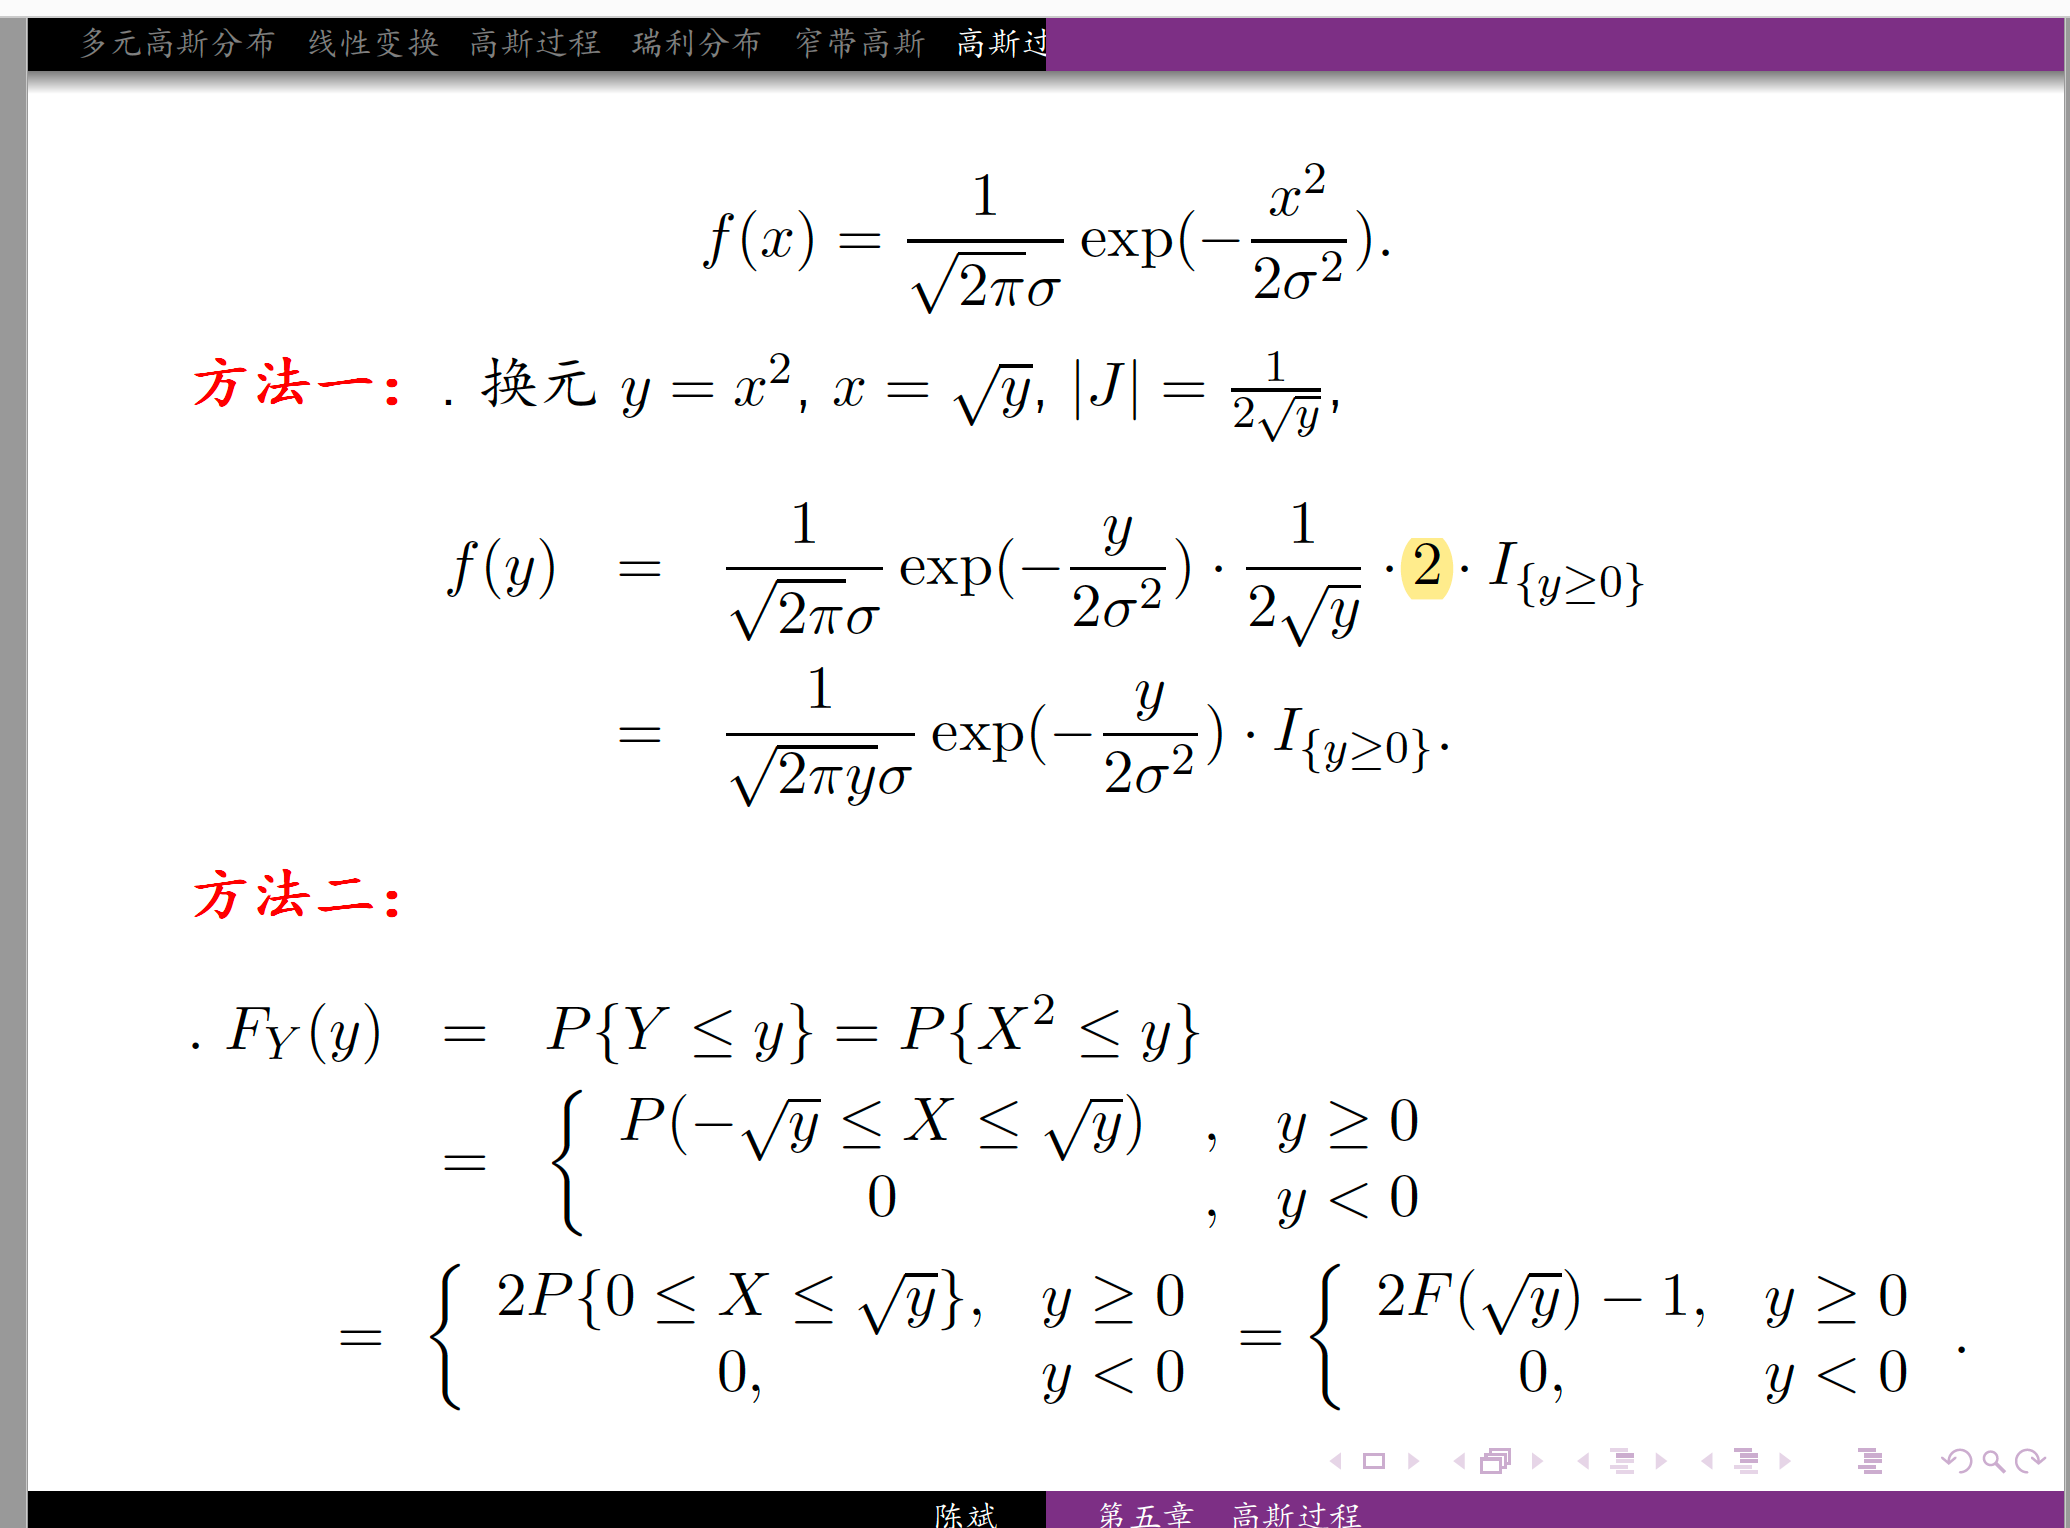 多元高斯分布 线性变换 高斯过程 瑞利分布 窄带高斯 高斯过
f(x) = \frac{1}{\sqrt{2\pi}\sigma} \exp(-\frac{x^2}{2\sigma^2}).
方法一：. 换元 y = x^2, x = \sqrt{y}, |J| = \frac{1}{2\sqrt{y}},
f(y) = \frac{1}{\sqrt{2\pi}\sigma} \exp(-\frac{y}{2\sigma^2}) \cdot \frac{1}{2\sqrt{y}} \cdot 2 \cdot I_{\{y \geq 0\}}
= \frac{1}{\sqrt{2\pi y}\sigma} \exp(-\frac{y}{2\sigma^2}) \cdot I_{\{y \geq 0\}}.
方法二：
. F_Y(y) = P\{Y \leq y\} = P\{X^2 \leq y\}
= \begin{cases} P(-\sqrt{y} \leq X \leq \sqrt{y}) , & y \geq 0 \\ 0 , & y < 0 \end{cases}
= \begin{cases} 2P\{0 \leq X \leq \sqrt{y}\}, & y \geq 0 \\ 0, & y < 0 \end{cases} = \begin{cases} 2F(\sqrt{y}) - 1, & y \geq 0 \\ 0, & y < 0 \end{cases} .
陈斌 第五章 高斯过程